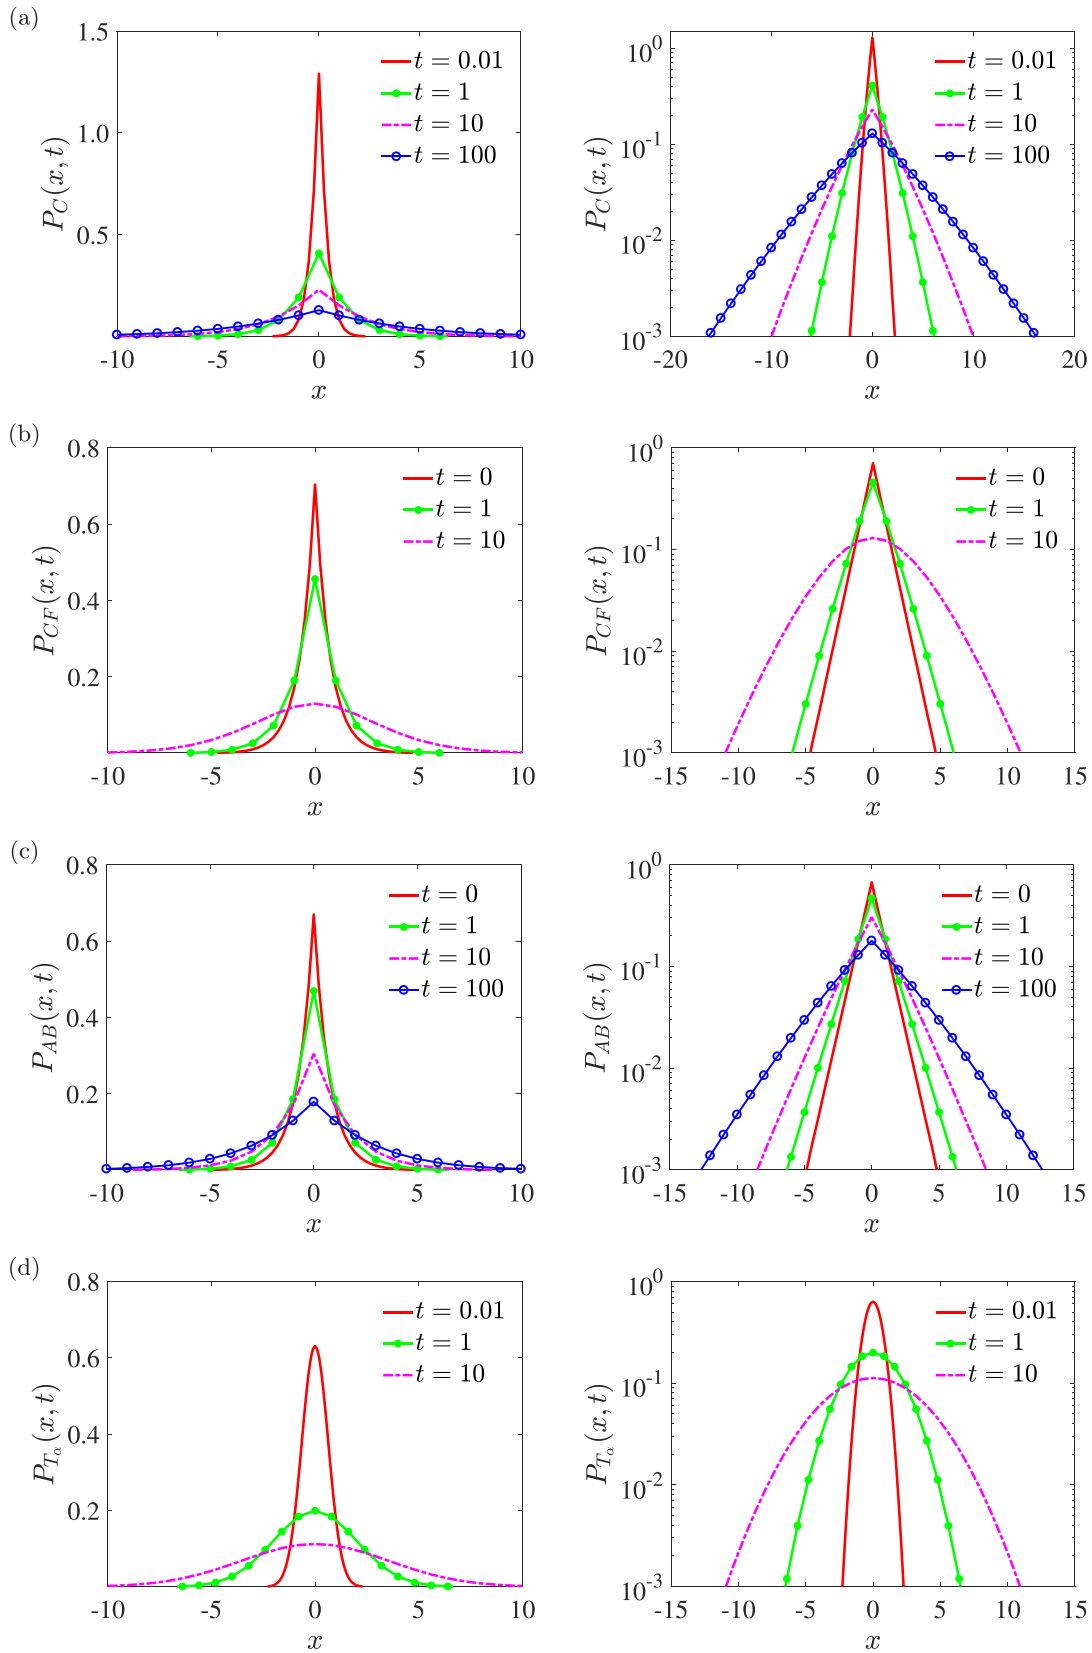 (a)
1.5
1.0
0.5
P_C(x, t)
t = 0.01
t = 1
t = 10
t = 100
-10 -5 0 5 10
x
10^0
10^-1
10^-2
10^-3
P_C(x, t)
t = 0.01
t = 1
t = 10
t = 100
-20 -10 0 10 20
x
(b)
0.8
0.6
0.4
0.2
P_CF(x, t)
t = 0
t = 1
t = 10
-10 -5 0 5 10
x
10^0
10^-1
10^-2
10^-3
P_CF(x, t)
t = 0
t = 1
t = 10
-15 -10 -5 0 5 10 15
x
(c)
0.8
0.6
0.4
0.2
P_AB(x, t)
t = 0
t = 1
t = 10
t = 100
-10 -5 0 5 10
x
10^0
10^-1
10^-2
10^-3
P_AB(x, t)
t = 0
t = 1
t = 10
t = 100
-15 -10 -5 0 5 10 15
x
(d)
0.8
0.6
0.4
0.2
P_{T_α}(x, t)
t = 0.01
t = 1
t = 10
-10 -5 0 5 10
x
10^0
10^-1
10^-2
10^-3
P_{T_α}(x, t)
t = 0.01
t = 1
t = 10
-15 -10 -5 0 5 10 15
x